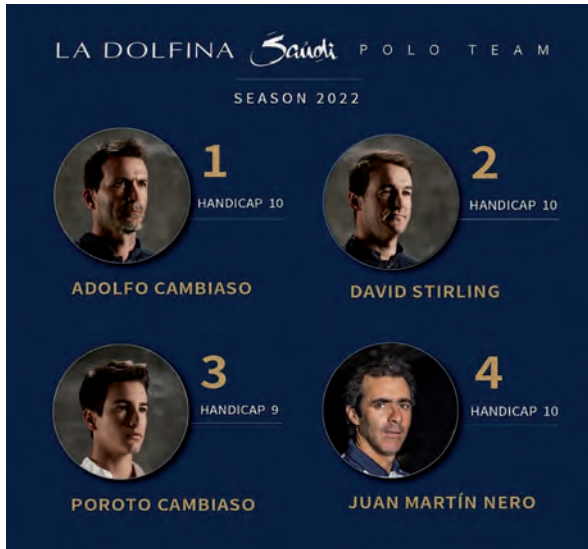 LA DOLFINA Saudi POLO TEAM
SEASON 2022
1
HANDICAP 10
ADOLFO CAMBIASO
2
HANDICAP 10
DAVID STIRLING
3
HANDICAP 9
POROTO CAMBIASO
4
HANDICAP 10
JUAN MARTÍN NERO